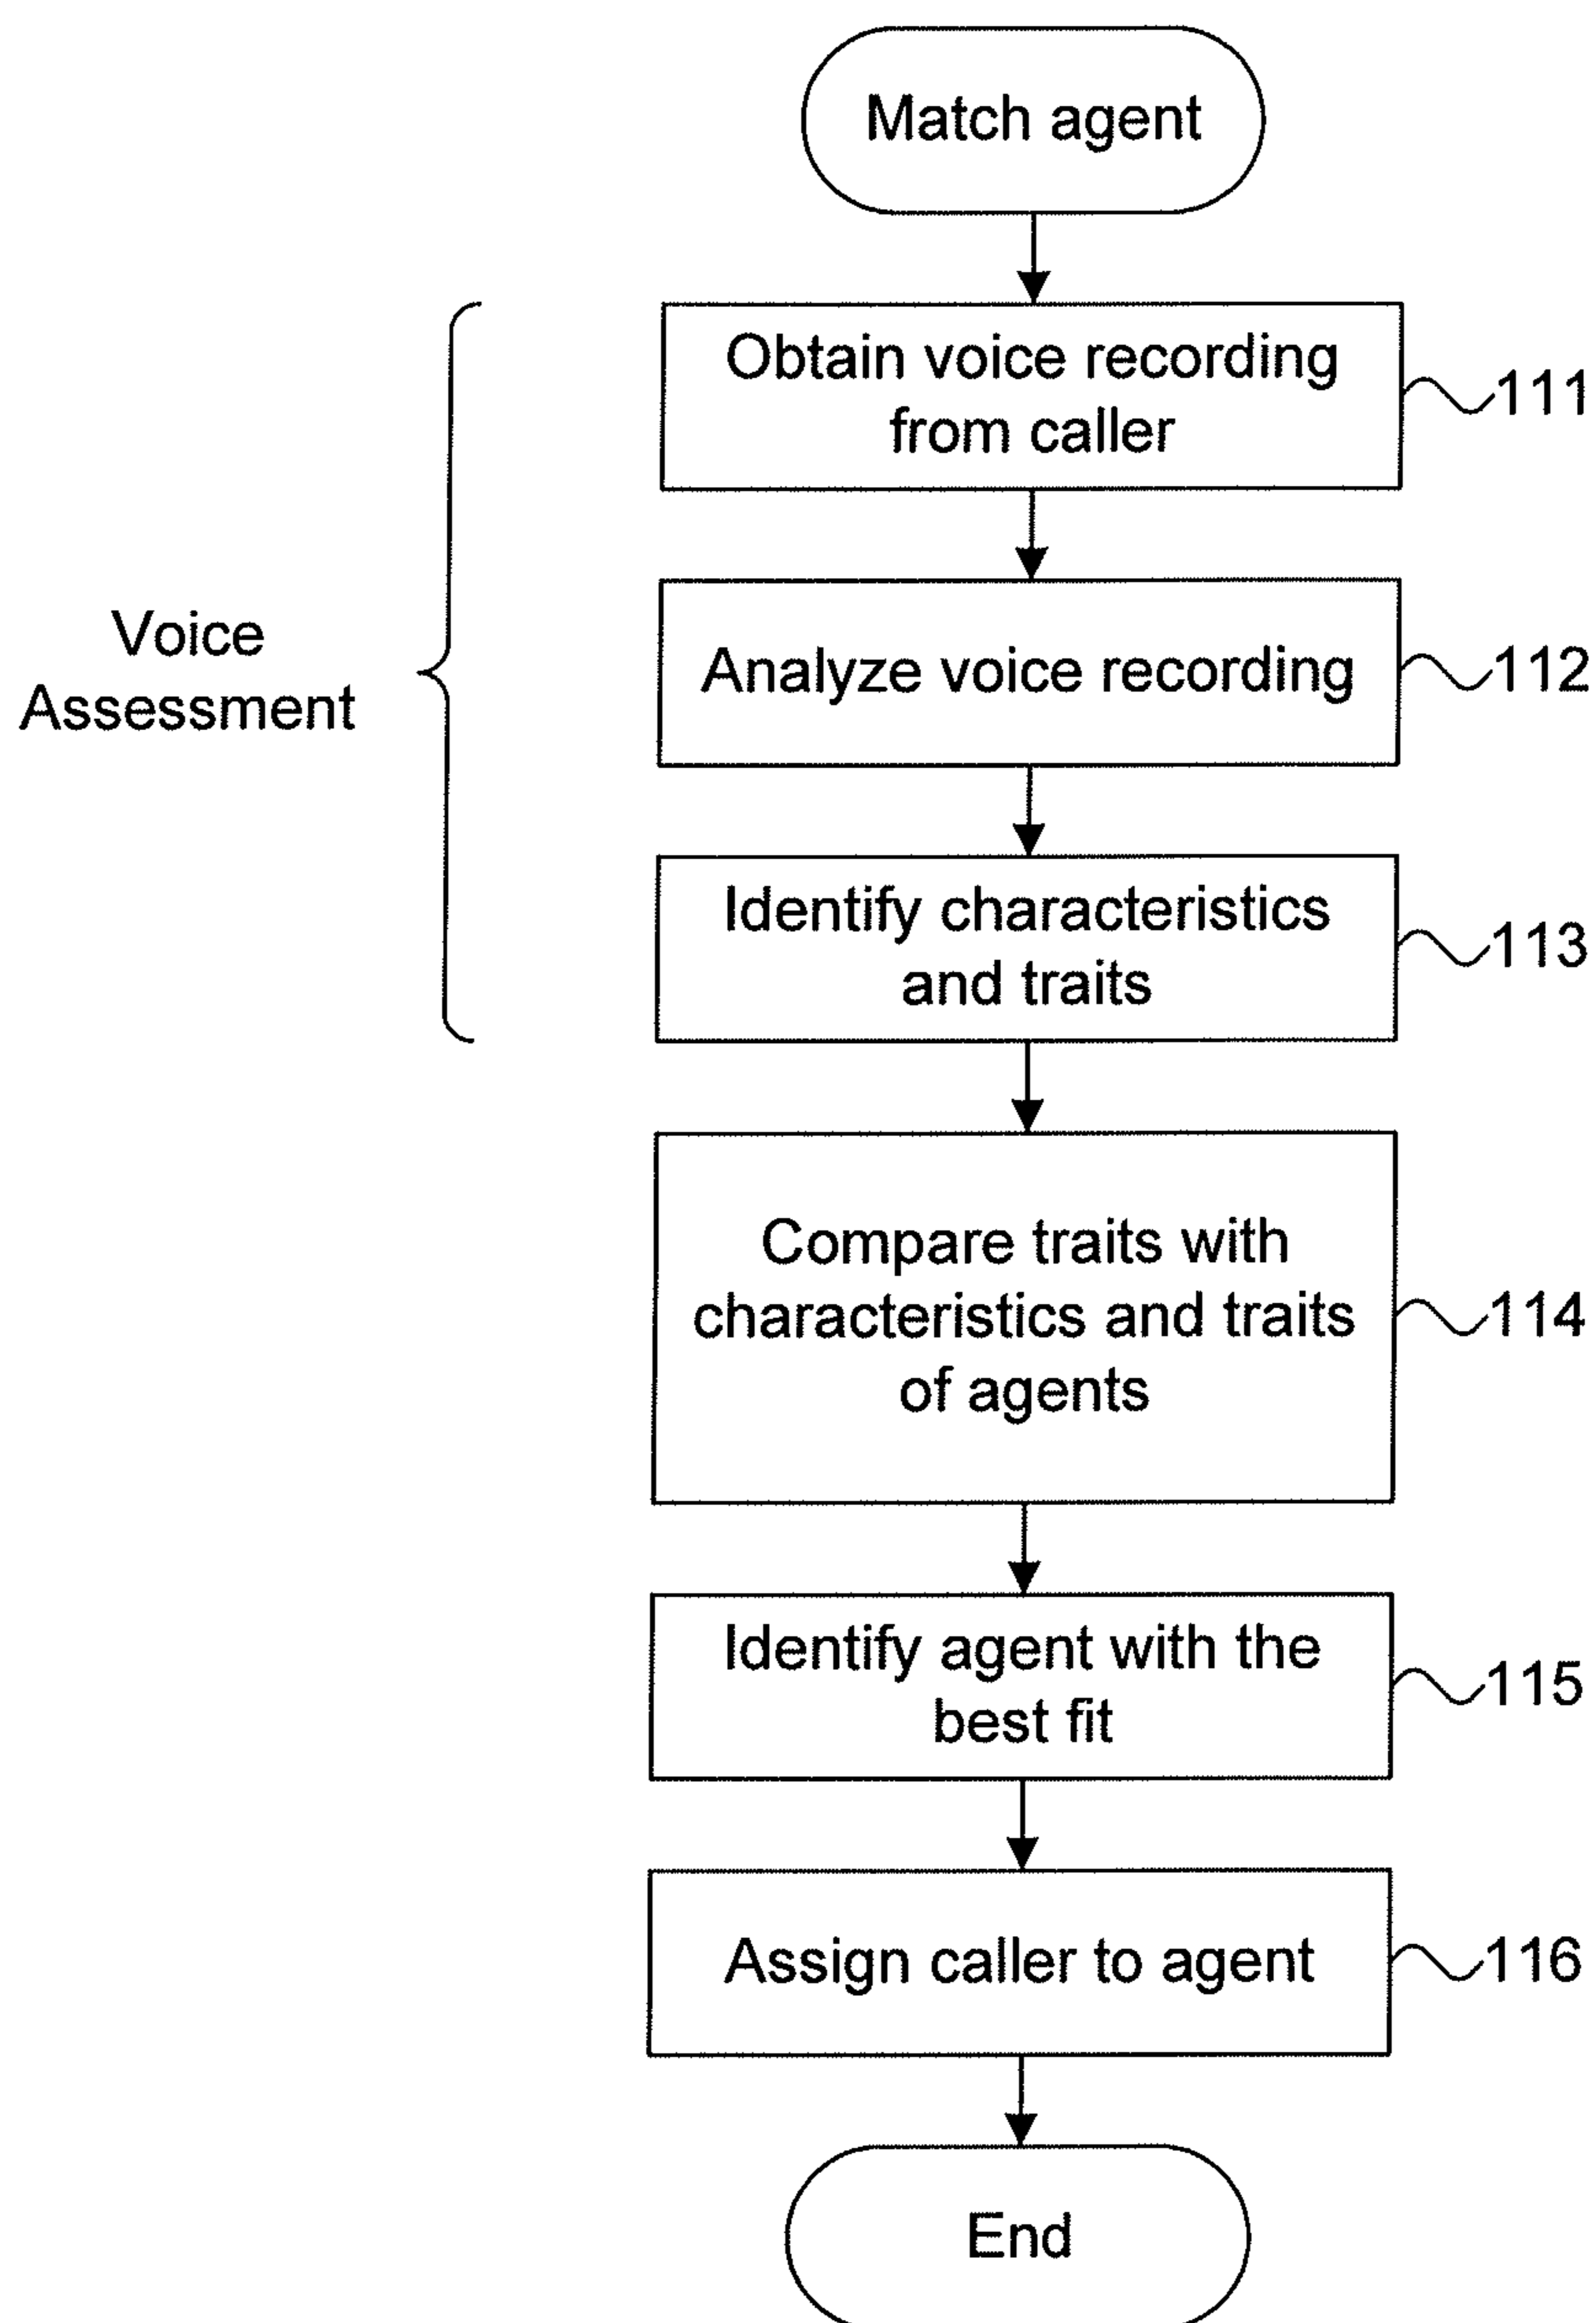 Match agent
Obtain voice recording
from caller
111
Voice
Assessment
Analyze voice recording
112
Identify characteristics
and traits
113
Compare traits with
characteristics and traits
of agents
114
Identify agent with the
best fit
115
Assign caller to agent
116
End